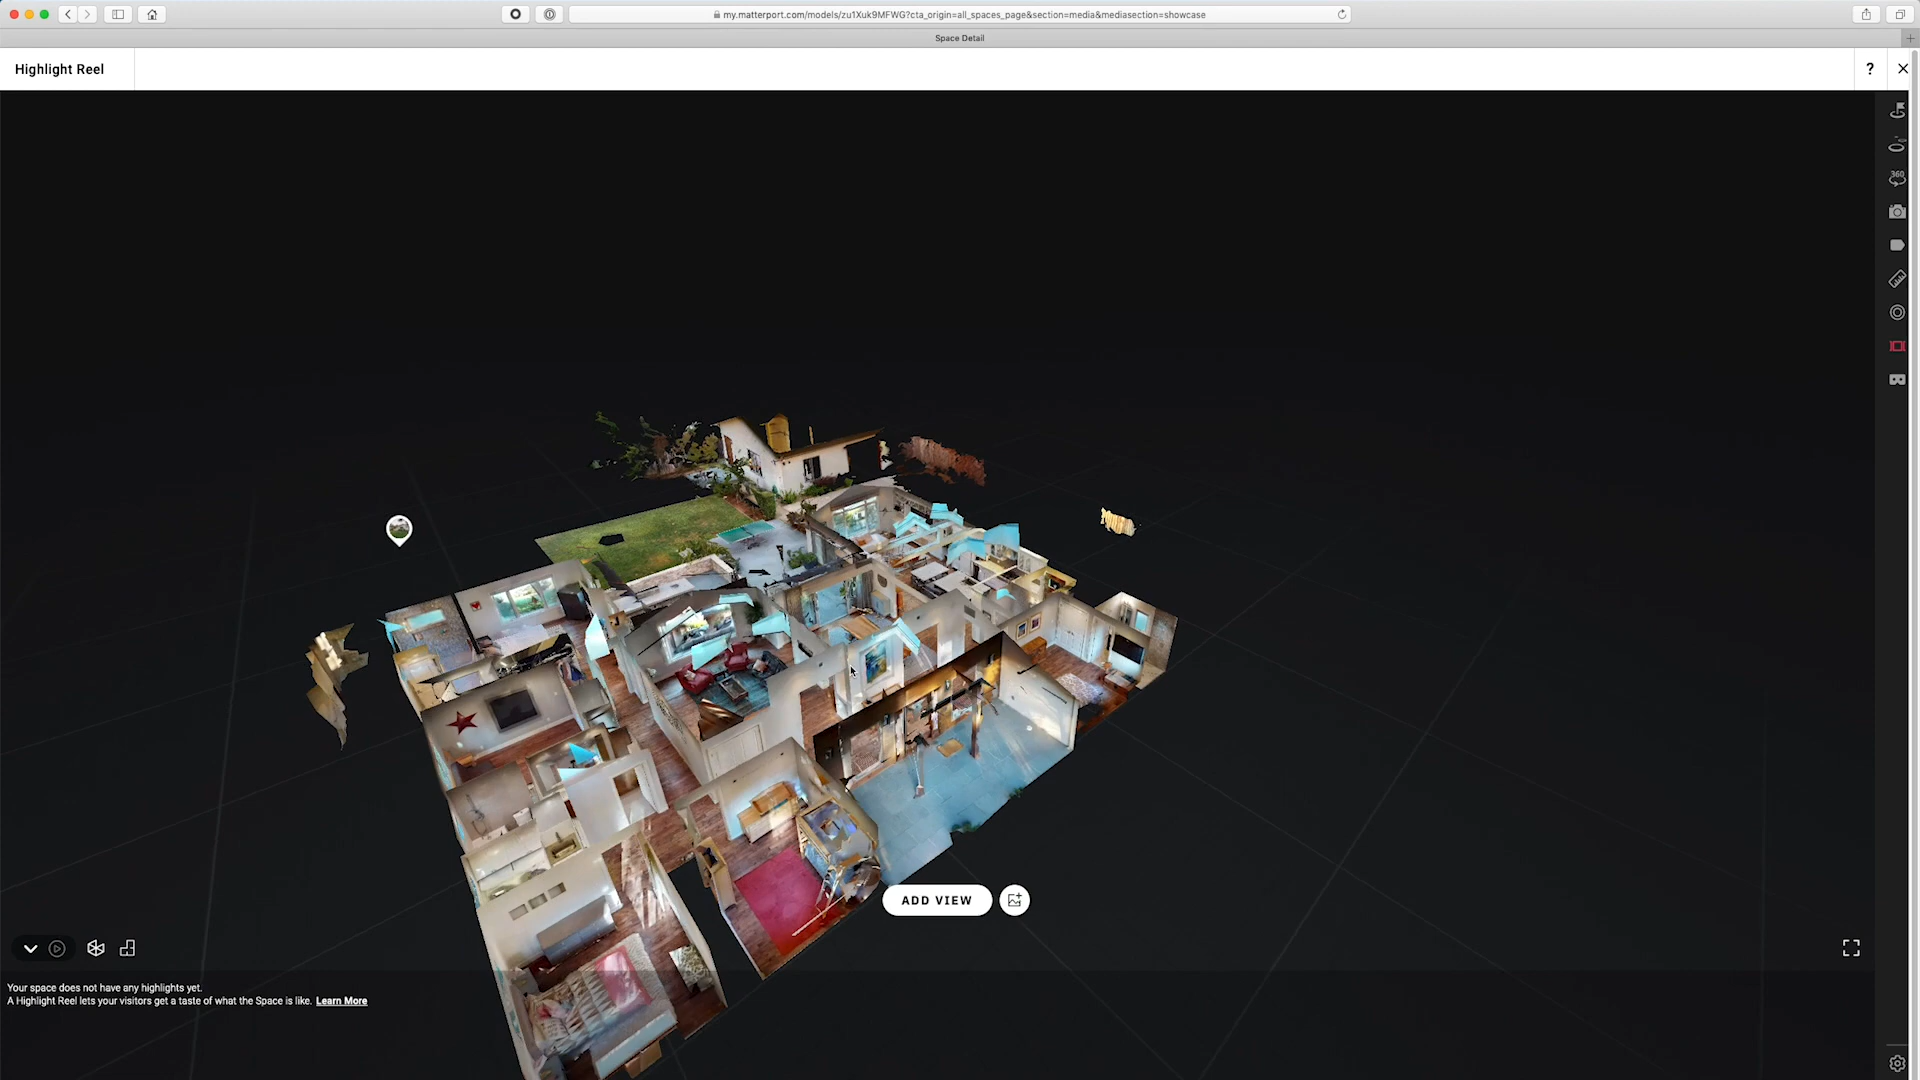 my.matterport.com/models/zu1Xuk9MFWG?cta_origin=all_spaces_page&section=media&mediasection=showcase
Space Detail
Highlight Reel
?
360
ADD VIEW
Your space does not have any highlights yet.
A Highlight Reel lets your visitors get a taste of what the Space is like. Learn More